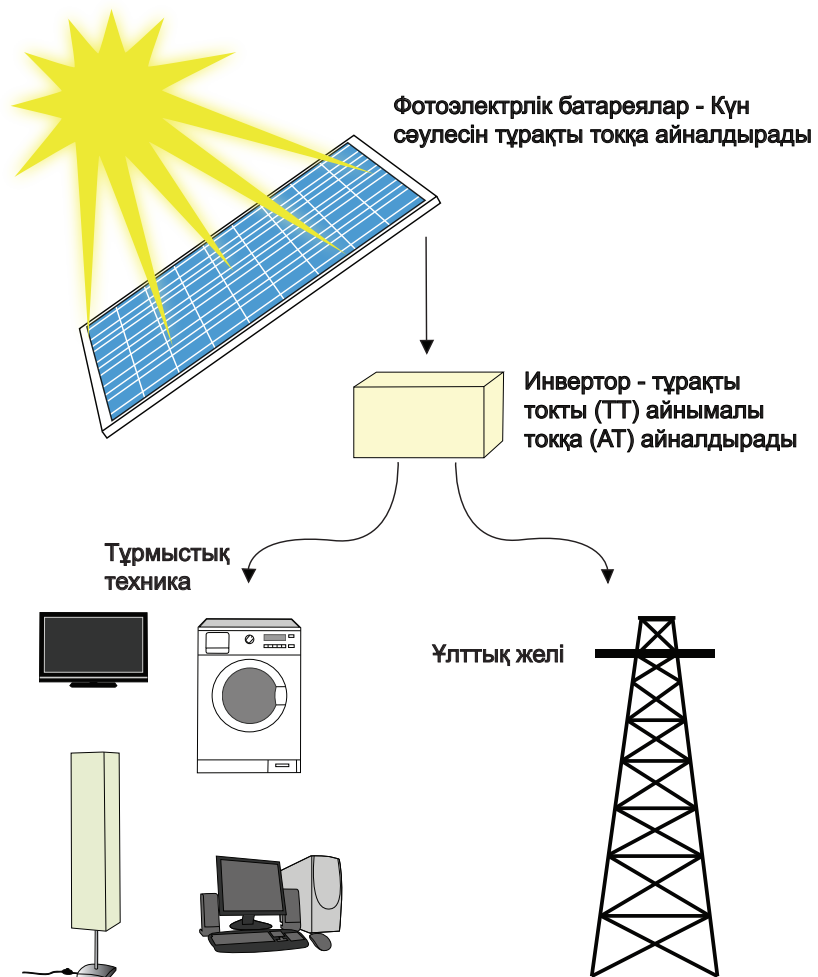 Фотоэлектрлік батареялар - Күн
сәулесін тұрақты токқа айналдырады
Инвертор - тұрақты
токты (ТТ) айнымалы
токқа (АТ) айналдырады
Тұрмыстық
техника
Ұлттық желі